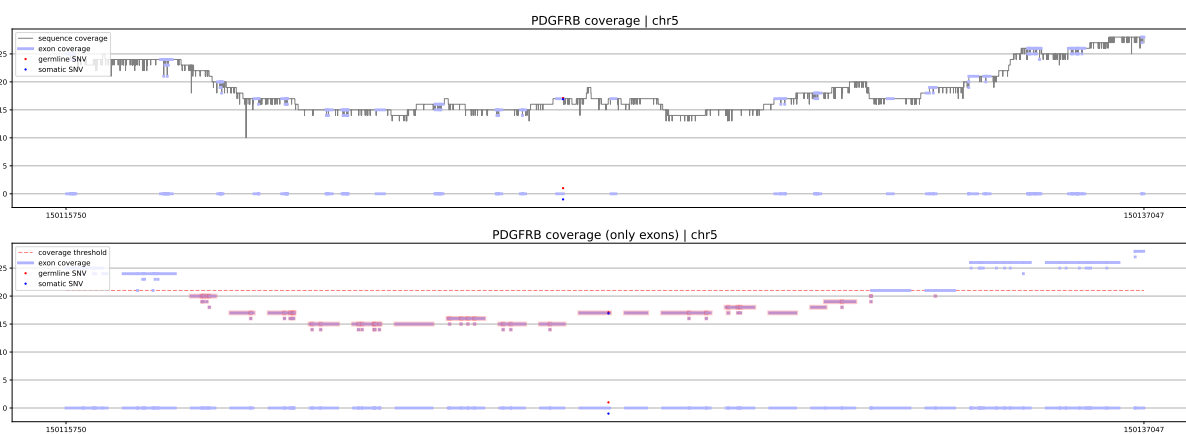 PDGFRB coverage | chr5
sequence coverage
exon coverage
germline SNV
somatic SNV
25
20
15
10
5
0
150115750 150137047
PDGFRB coverage (only exons) | chr5
coverage threshold
exon coverage
germline SNV
somatic SNV
25
20
15
10
5
0
150115750 150137047